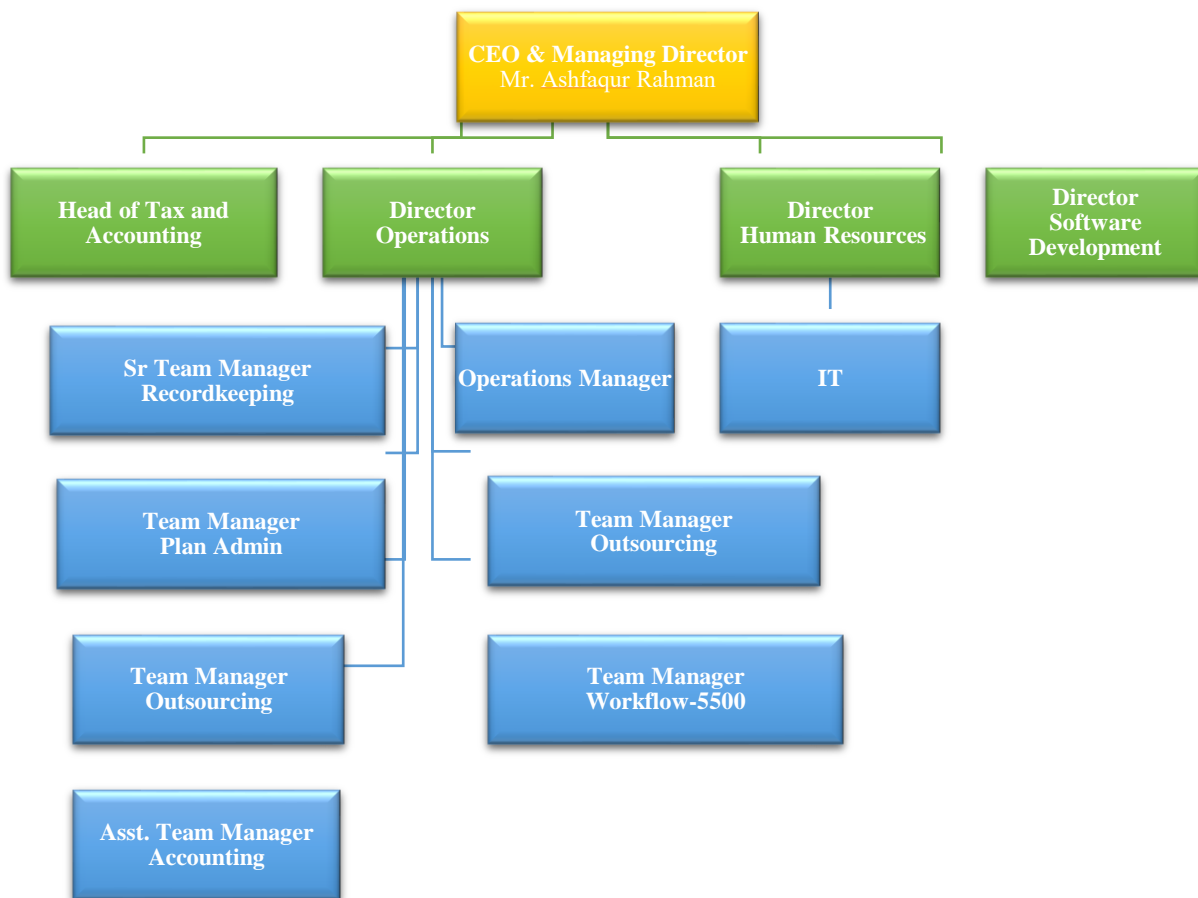 CEO & Managing Director
Mr. Ashfaqur Rahman
Head of Tax and
Accounting
Director
Operations
Director
Human Resources
Director
Software
Development
Sr Team Manager
Recordkeeping
Operations Manager
IT
Team Manager
Plan Admin
Team Manager
Outsourcing
Team Manager
Outsourcing
Team Manager
Workflow-5500
Asst. Team Manager
Accounting